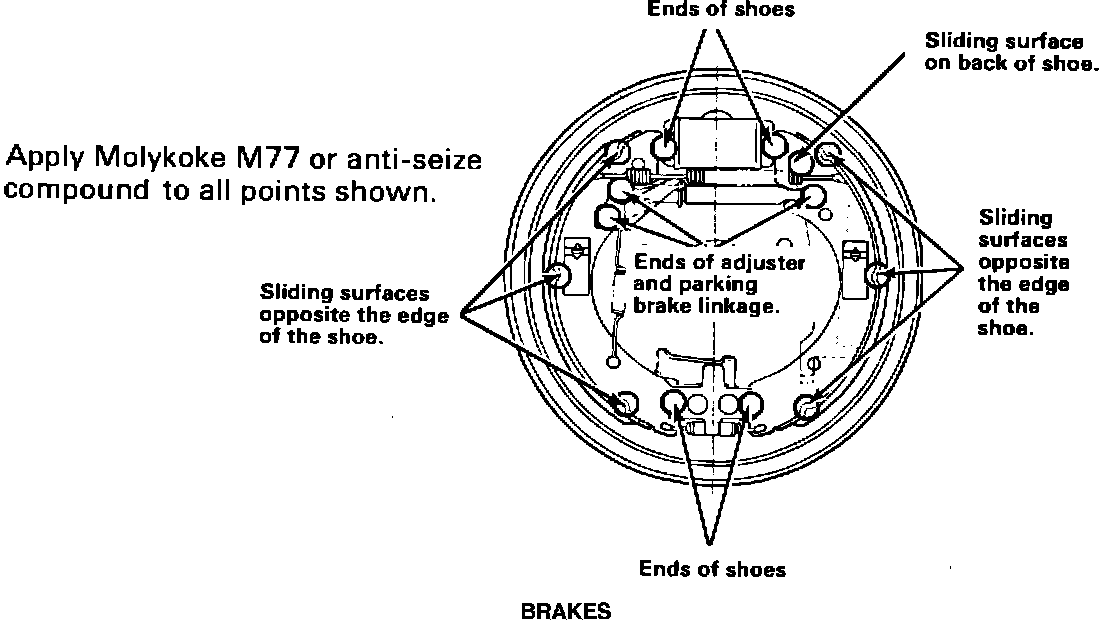 Ends of shoes
Sliding surface
on back of shoe.
Apply Molykoke M77 or anti-seize
compound to all points shown.
Sliding surfaces
opposite the edge
of the shoe.
Ends of adjuster
and parking
brake linkage.
Sliding
surfaces
opposite
the edge
of the
shoe.
Ends of shoes
BRAKES